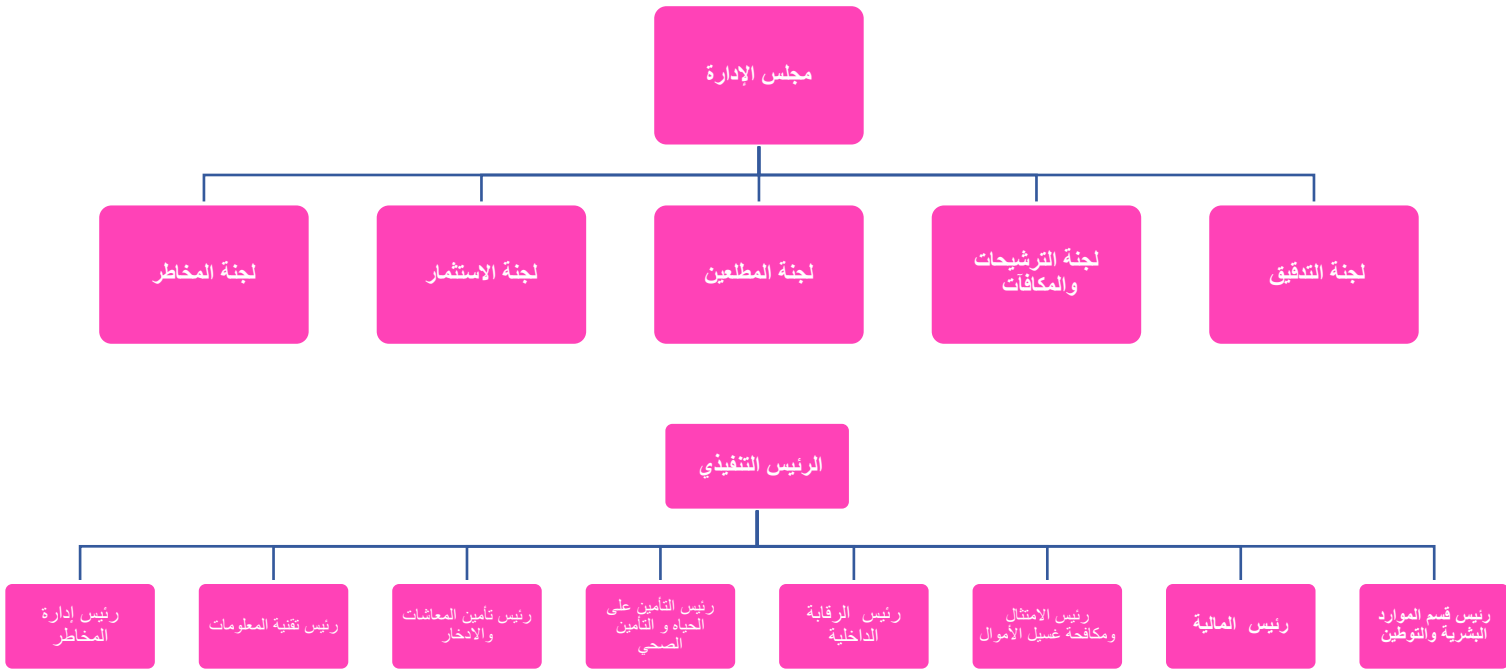 مجلس الإدارة
لجنة التدقيق
لجنة الترشيحات
والمكافآت
لجنة المطلعين
لجنة الاستثمار
لجنة المخاطر
الرئيس التنفيذي
رئيس قسم الموارد
البشرية والتوطين
رئيس المالية
رئيس الامتثال
ومكافحة غسيل الأموال
رئيس الرقابة
الداخلية
رئيس التأمين على
الحياه و التأمين
الصحي
رئيس تأمين المعاشات
والادخار
رئيس تقنية المعلومات
رئيس إدارة
المخاطر